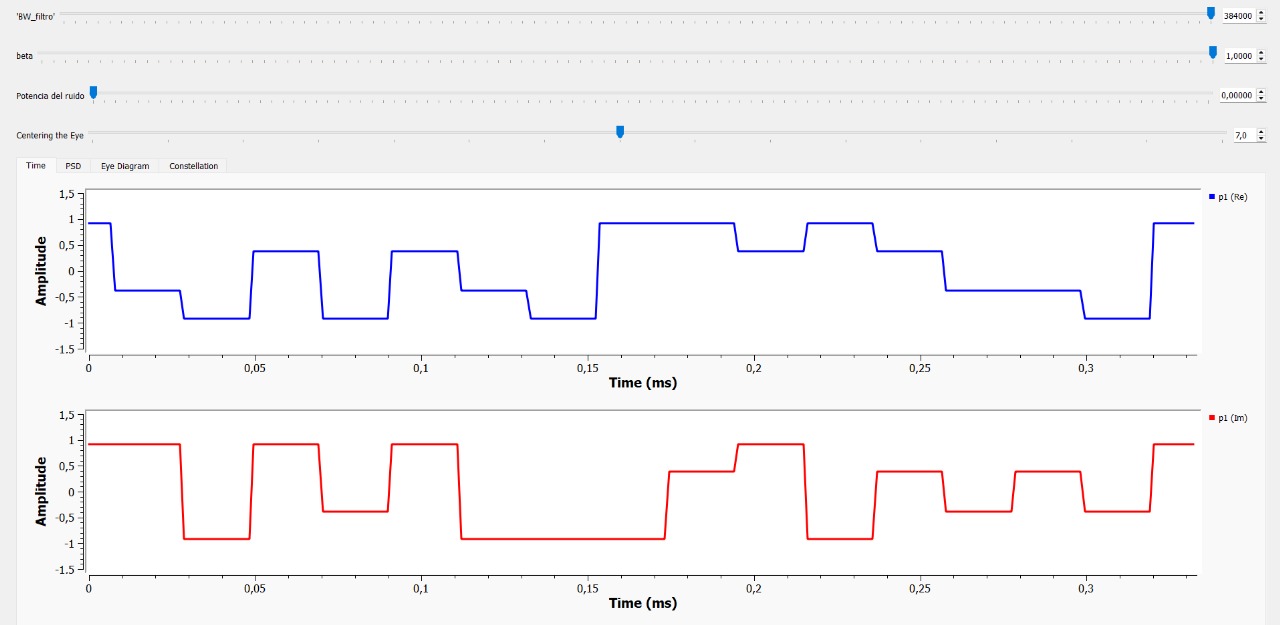 'BW_filtro' 384000
beta 1,0000
Potencia del ruido 0,00000
Centering the Eye 7,0
Time PSD Eye Diagram Constellation
1,5
1
0,5
0
-0,5
-1
-1.5
Amplitude
p1 (Re)
0 0,05 0,1 0,15 0,2 0,25 0,3
Time (ms)
1,5
1
0,5
0
-0,5
-1
-1.5
Amplitude
p1 (Im)
0 0,05 0,1 0,15 0,2 0,25 0,3
Time (ms)